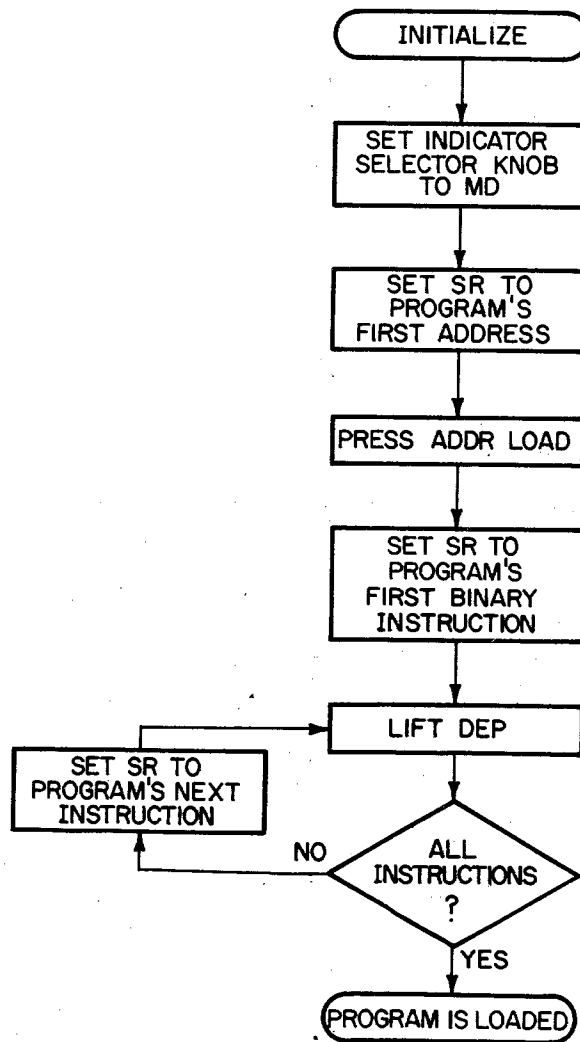 INITIALIZE
SET INDICATOR
SELECTOR KNOB
TO MD
SET SR TO
PROGRAM'S
FIRST ADDRESS
PRESS ADDR LOAD
SET SR TO
PROGRAM'S
FIRST BINARY
INSTRUCTION
LIFT DEP
SET SR TO
PROGRAM'S NEXT
INSTRUCTION
NO
ALL
INSTRUCTIONS
?
YES
PROGRAM IS LOADED